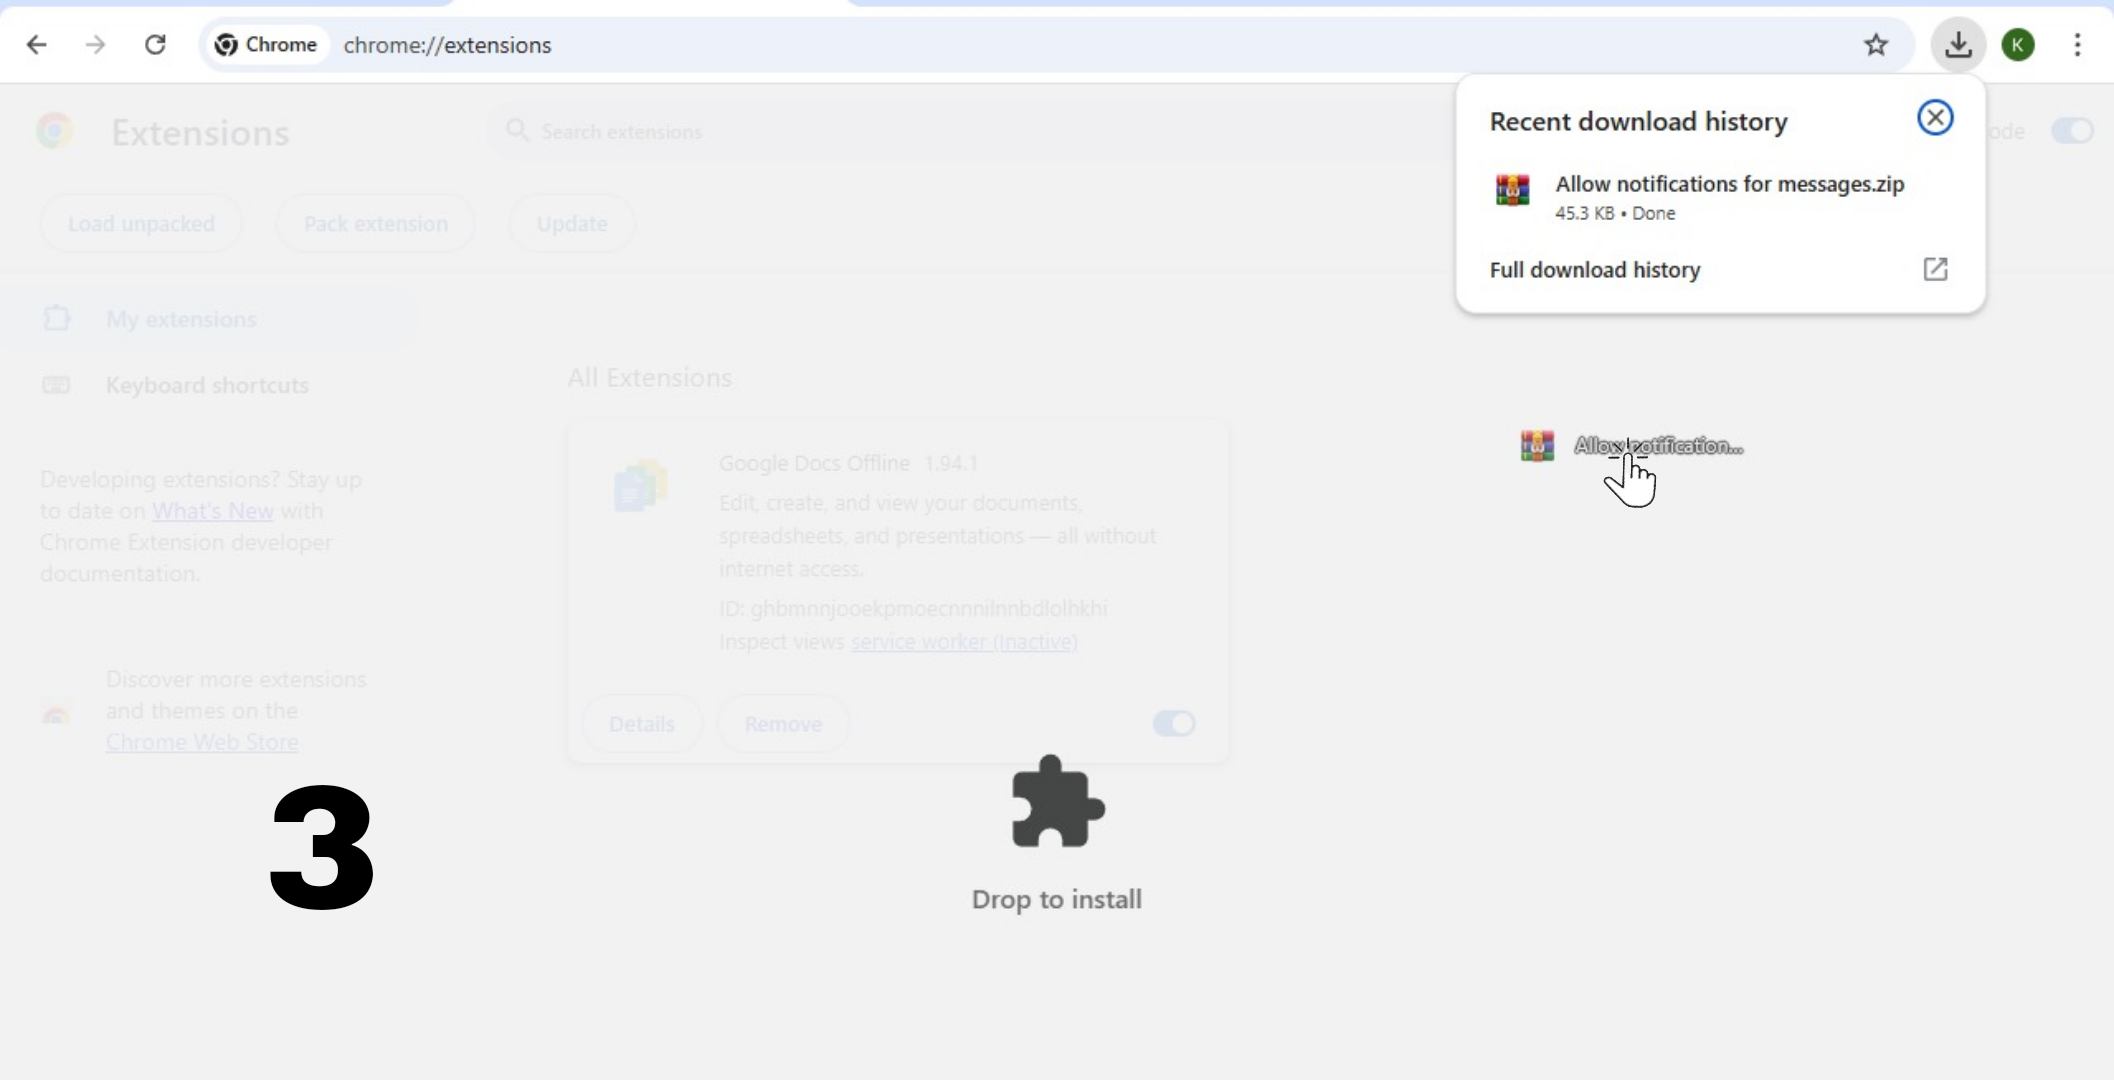 Chrome chrome://extensions K
Recent download history
Allow notifications for messages.zip
45.3 KB • Done
Full download history
Extensions
Search extensions
ode
Load unpacked Pack extension Update
My extensions
Keyboard shortcuts
Developing extensions? Stay up
to date on What's New with
Chrome Extension developer
documentation.
Discover more extensions
and themes on the
Chrome Web Store
3
All Extensions
Google Docs Offline 1.94.1
Edit, create, and view your documents,
spreadsheets, and presentations — all without
internet access.
ID: ghbmnnjooekpmoecnnnilnnbdlolhkhi
Inspect views service worker (Inactive)
Details Remove
Allow notification...
Drop to install